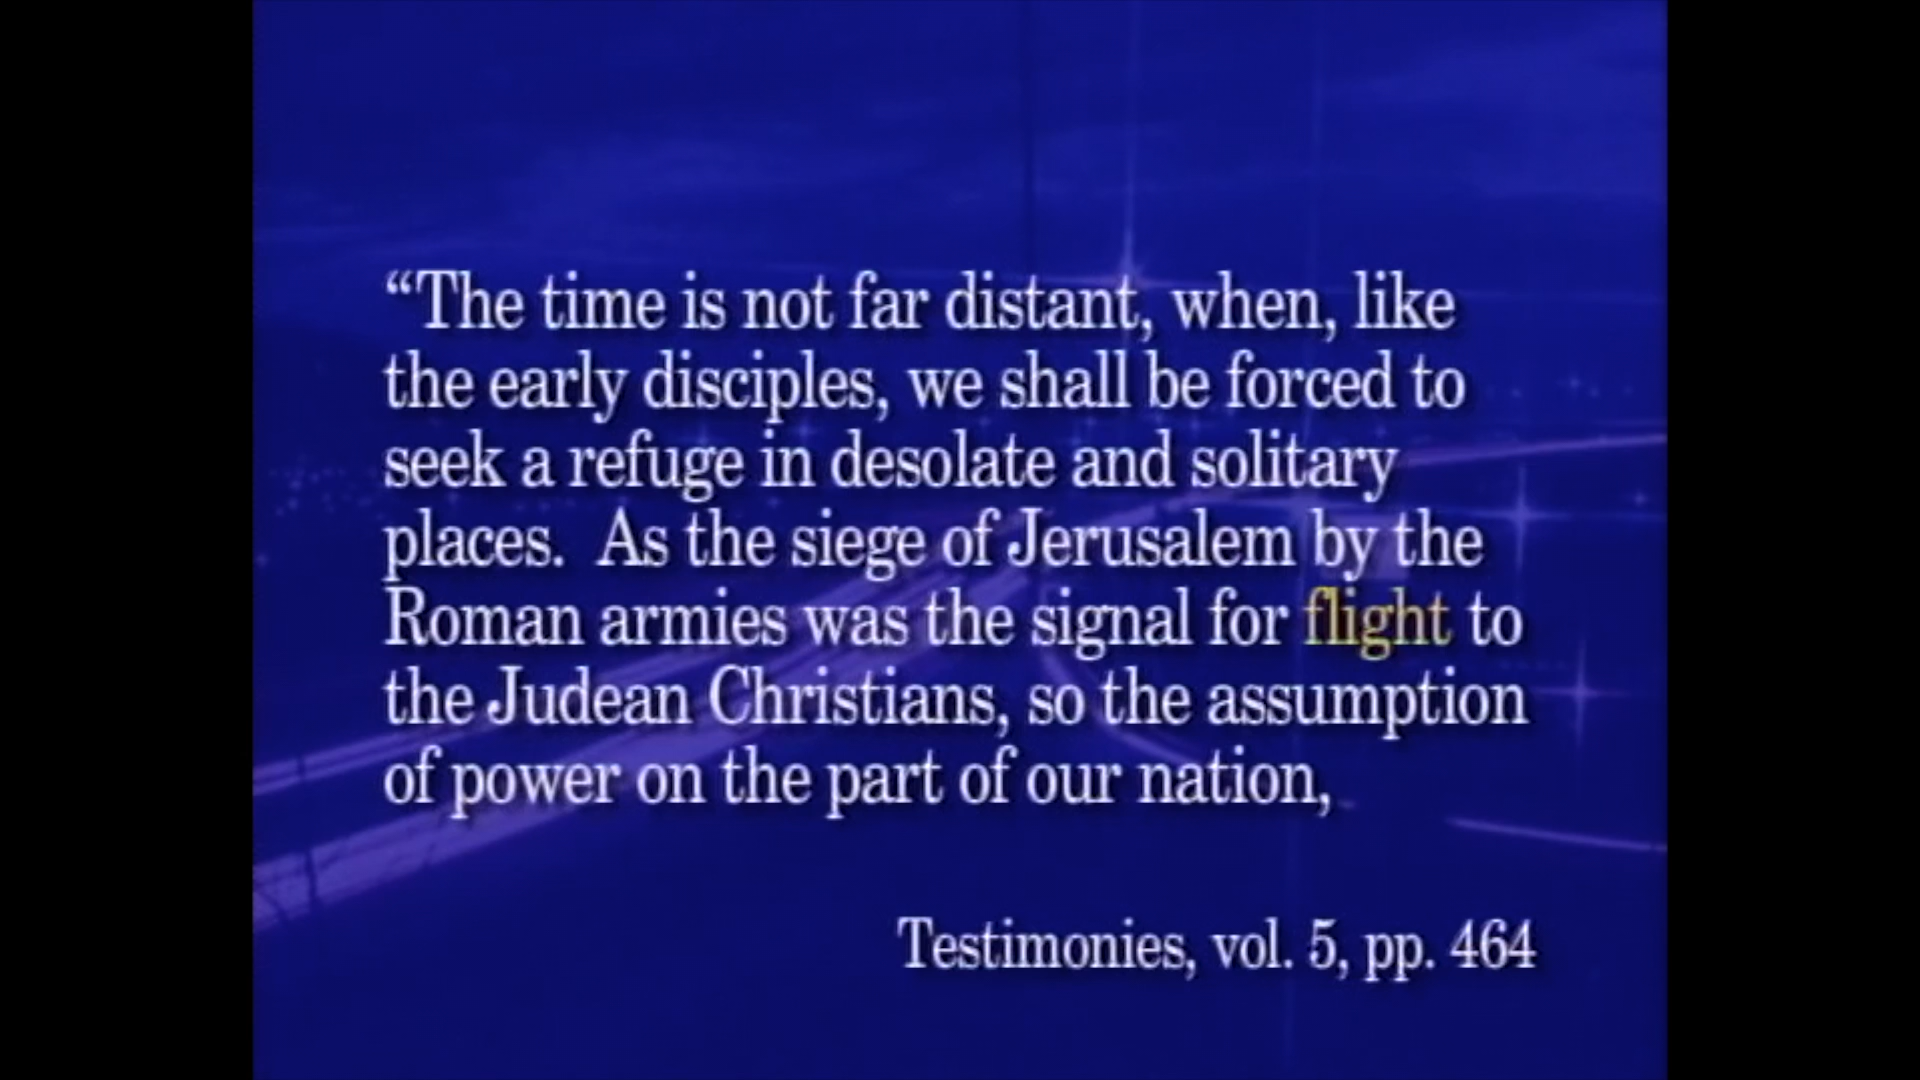 “The time is not far distant, when, like
the early disciples, we shall be forced to
seek a refuge in desolate and solitary
places.  As the siege of Jerusalem by the
Roman armies was the signal for flight to
the Judean Christians, so the assumption
of power on the part of our nation,
Testimonies, vol. 5, pp. 464